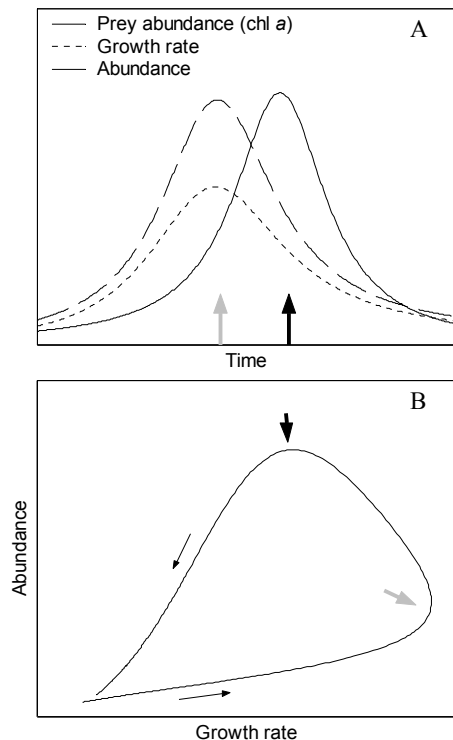 Prey abundance (chl a)
A
Growth rate
Abundance
Time
B
Abundance
Growth rate